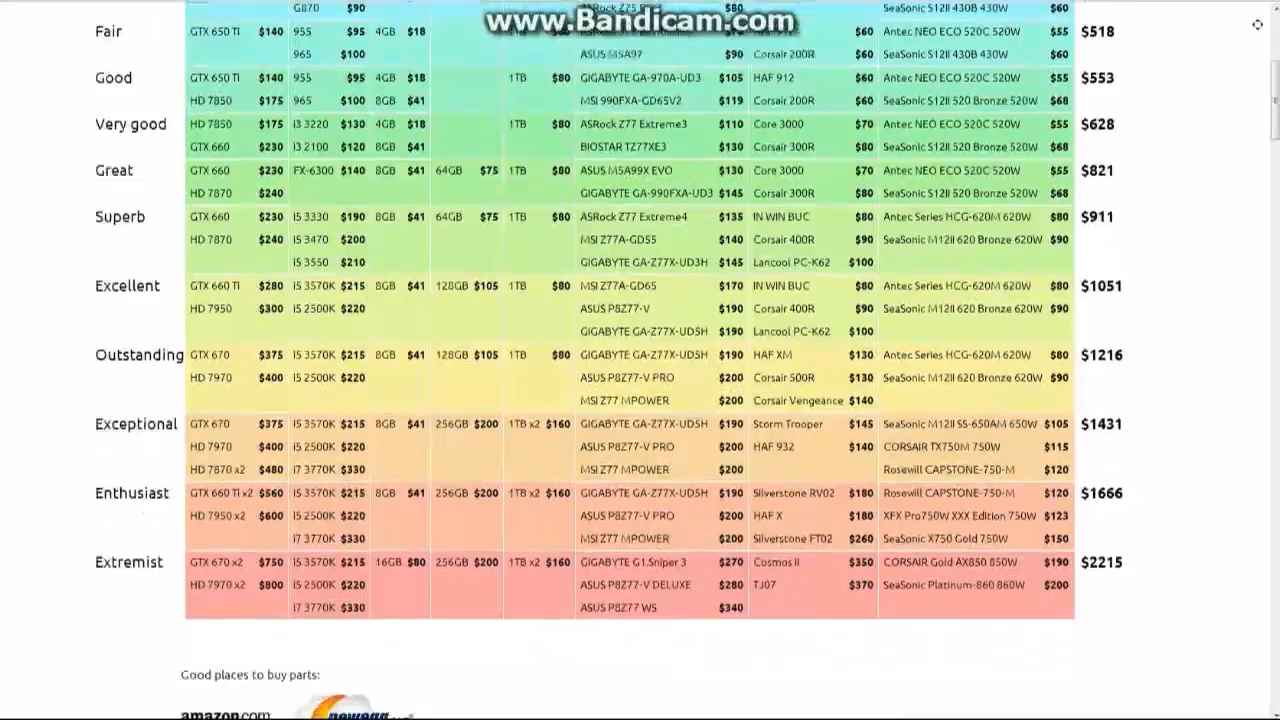 G870 $90 ASRock Z75 Pro3 $80 SeaSonic S12II 430B 430W $60
www.Bandicam.com
Fair GTX 650 TI $140 955 $95 4GB $18 $60 Antec NEO ECO 520C 520W $55 $518
965 $100 ASUS M5A97 $90 Corsair 200R $60 SeaSonic S12II 430B 430W $60
Good GTX 650 TI $140 955 $95 4GB $18 1TB $80 GIGABYTE GA-970A-UD3 $105 HAF 912 $60 Antec NEO ECO 520C 520W $55 $553
HD 7850 $175 965 $100 8GB $41 MSI 990FXA-GD65V2 $119 Corsair 200R $60 SeaSonic S12II 520 Bronze 520W $68
Very good HD 7850 $175 I3 3220 $130 4GB $18 1TB $80 ASRock Z77 Extreme3 $110 Core 3000 $70 Antec NEO ECO 520C 520W $55 $628
GTX 660 $230 I3 2100 $120 8GB $41 BIOSTAR TZ77XE3 $130 Corsair 300R $80 SeaSonic S12II 520 Bronze 520W $68
Great GTX 660 $230 FX-6300 $140 8GB $41 64GB $75 1TB $80 ASUS M5A99X EVO $130 Core 3000 $70 Antec NEO ECO 520C 520W $55 $821
HD 7870 $240 GIGABYTE GA-990FXA-UD3 $145 Corsair 300R $80 SeaSonic S12II 520 Bronze 520W $68
Superb GTX 660 $230 I5 3330 $190 8GB $41 64GB $75 1TB $80 ASRock Z77 Extreme4 $135 IN WIN BUC $80 Antec Series HCG-620M 620W $80 $911
HD 7870 $240 I5 3470 $200 MSI Z77A-GD55 $140 Corsair 400R $90 SeaSonic M12II 620 Bronze 620W $90
I5 3550 $210 GIGABYTE GA-Z77X-UD3H $145 Lancool PC-K62 $100
Excellent GTX 660 TI $280 I5 3570K $215 8GB $41 128GB $105 1TB $80 MSI Z77A-GD65 $170 IN WIN BUC $80 Antec Series HCG-620M 620W $80 $1051
HD 7950 $300 I5 2500K $220 ASUS P8Z77-V $190 Corsair 400R $90 SeaSonic M12II 620 Bronze 620W $90
GIGABYTE GA-Z77X-UD5H $190 Lancool PC-K62 $100
Outstanding GTX 670 $375 I5 3570K $215 8GB $41 128GB $105 1TB $80 GIGABYTE GA-Z77X-UD5H $190 HAF XM $130 Antec Series HCG-620M 620W $80 $1216
HD 7970 $400 I5 2500K $220 ASUS P8Z77-V PRO $200 Corsair 500R $130 SeaSonic M12II 620 Bronze 620W $90
MSI Z77 MPOWER $200 Corsair Vengeance $140
Exceptional GTX 670 $375 I5 3570K $215 8GB $41 256GB $200 1TB x2 $160 GIGABYTE GA-Z77X-UD5H $190 Storm Trooper $145 SeaSonic M12II SS-650AM 650W $105 $1431
HD 7970 $400 I5 2500K $220 ASUS P8Z77-V PRO $200 HAF 932 $140 CORSAIR TX750M 750W $115
HD 7870 x2 $480 I7 3770K $330 MSI Z77 MPOWER $200 Rosewill CAPSTONE-750-M $120
Enthusiast GTX 660 TI x2 $560 I5 3570K $215 8GB $41 256GB $200 1TB x2 $160 GIGABYTE GA-Z77X-UD5H $190 Silverstone RV02 $180 Rosewill CAPSTONE-750-M $120 $1666
HD 7950 x2 $600 I5 2500K $220 ASUS P8Z77-V PRO $200 HAF X $180 XFX Pro750W XXX Edition 750W $123
I7 3770K $330 MSI Z77 MPOWER $200 Silverstone FT02 $260 SeaSonic X750 Gold 750W $150
Extremist GTX 670 x2 $750 I5 3570K $215 16GB $80 256GB $200 1TB x2 $160 GIGABYTE G1.Sniper 3 $270 Cosmos II $350 CORSAIR Gold AX850 850W $190 $2215
HD 7970 x2 $800 I5 2500K $220 ASUS P8Z77-V DELUXE $280 TJ07 $370 SeaSonic Platinum-860 860W $200
I7 3770K $330 ASUS P8Z77 WS $340
Good places to buy parts:
amazon.com newegg